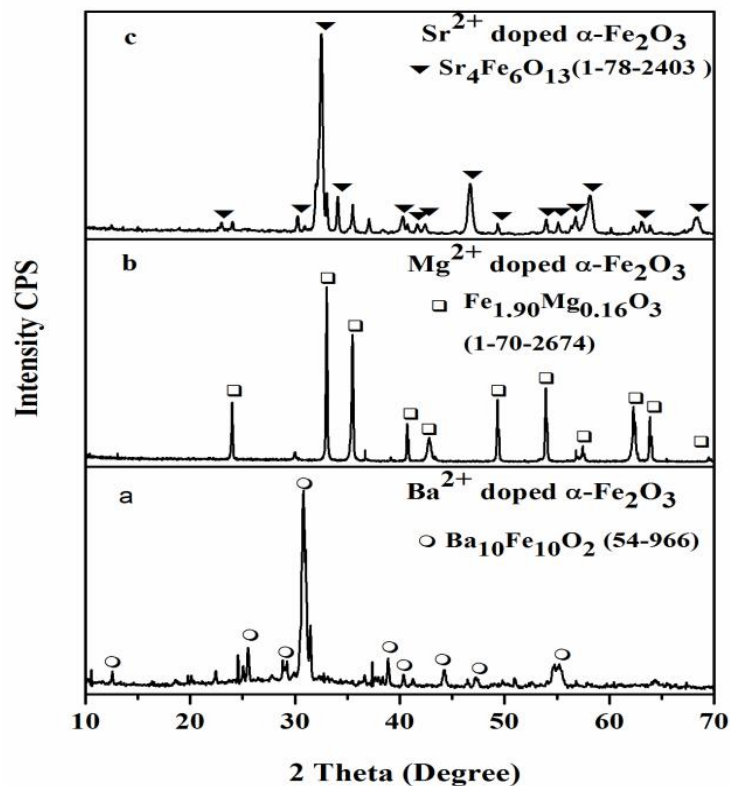 c
Sr²⁺ doped α-Fe₂O₃
Sr₄Fe₆O₁₃(1-78-2403 )
b
Mg²⁺ doped α-Fe₂O₃
Fe₁.₉₀Mg₀.₁₆O₃
(1-70-2674)
a
Ba²⁺ doped α-Fe₂O₃
Ba₁₀Fe₁₀O₂ (54-966)
Intensity CPS
10 20 30 40 50 60 70
2 Theta (Degree)